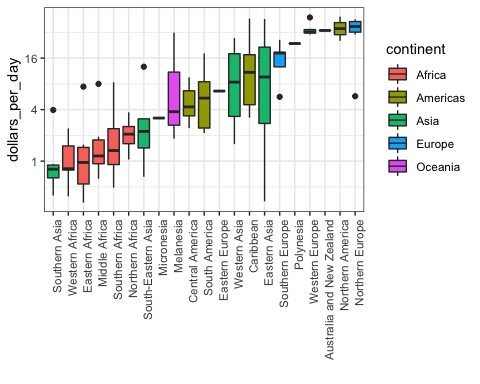 dollars_per_day
16
4
1
Southern Asia
Western Africa
Eastern Africa
Middle Africa
Southern Africa
Northern Africa
South-Eastern Asia
Micronesia
Melanesia
Central America
South America
Eastern Europe
Western Asia
Caribbean
Eastern Asia
Southern Europe
Polynesia
Western Europe
Australia and New Zealand
Northern America
Northern Europe
continent
Africa
Americas
Asia
Europe
Oceania